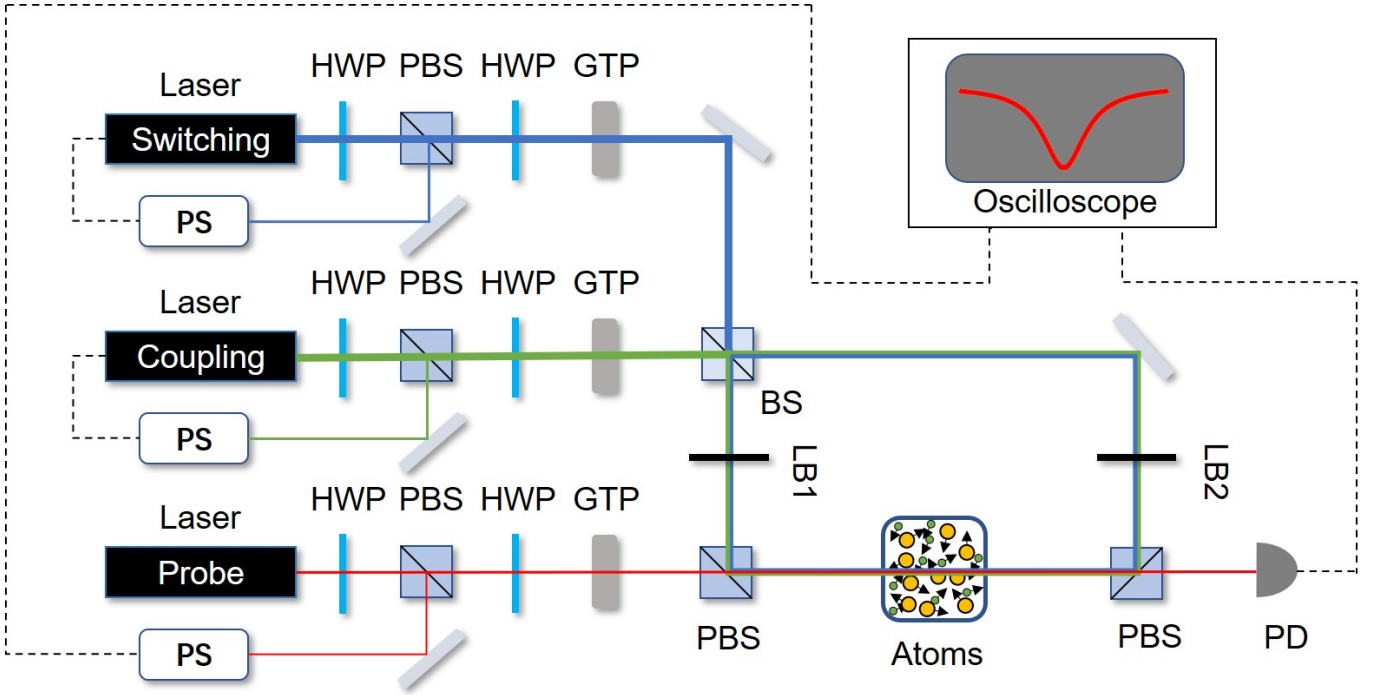 HWP PBS HWP GTP
Laser
Switching
PS
Oscilloscope
HWP PBS HWP GTP
Laser
Coupling
BS
PS
LB1
LB2
HWP PBS HWP GTP
Laser
Probe
PBS
Atoms
PBS
PD
PS